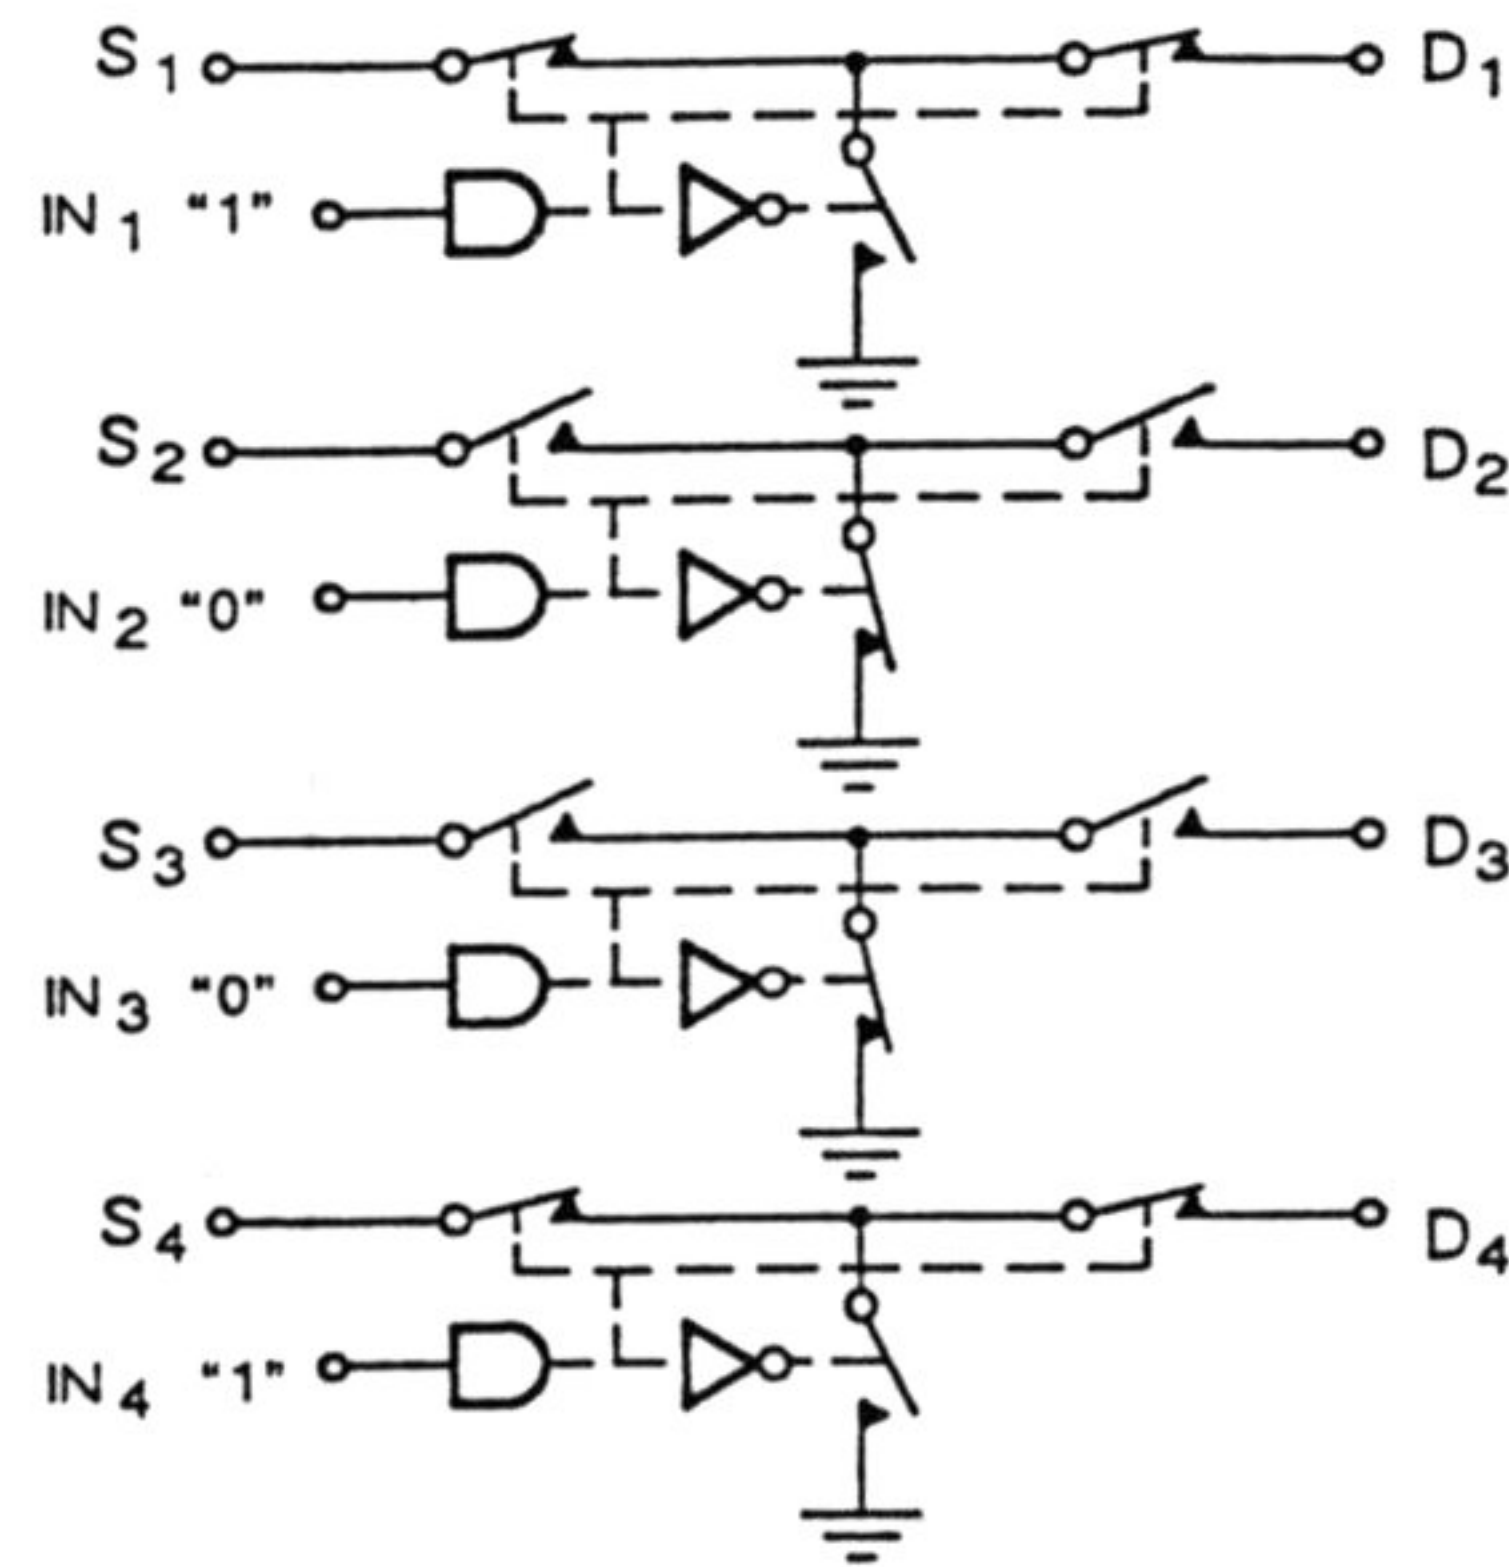 S1 D1
IN1 “1”
S2 D2
IN2 “0”
S3 D3
IN3 “0”
S4 D4
IN4 “1”